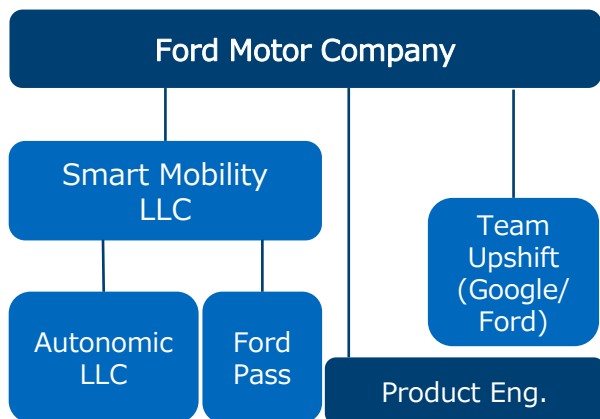 Ford Motor Company
Smart Mobility
LLC
Team
Upshift
(Google/
Ford)
Autonomic
LLC
Ford
Pass
Product Eng.